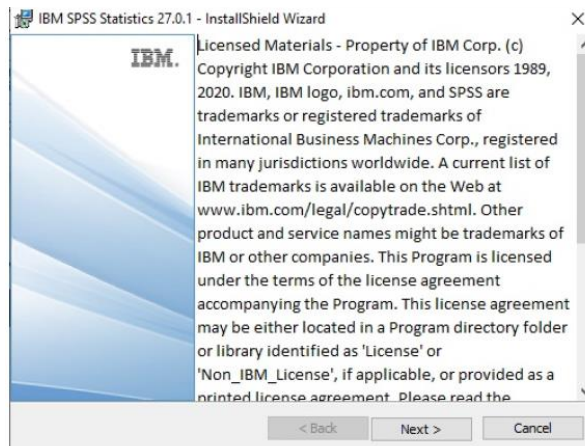 IBM SPSS Statistics 27.0.1 - InstallShield Wizard
IBM.
Licensed Materials - Property of IBM Corp. (c)
Copyright IBM Corporation and its licensors 1989,
2020. IBM, IBM logo, ibm.com, and SPSS are
trademarks or registered trademarks of
International Business Machines Corp., registered
in many jurisdictions worldwide. A current list of
IBM trademarks is available on the Web at
www.ibm.com/legal/copytrade.shtml. Other
product and service names might be trademarks of
IBM or other companies. This Program is licensed
under the terms of the license agreement
accompanying the Program. This license agreement
may be either located in a Program directory folder
or library identified as 'License' or
'Non_IBM_License', if applicable, or provided as a
printed license agreement. Please read the
< Back
Next >
Cancel